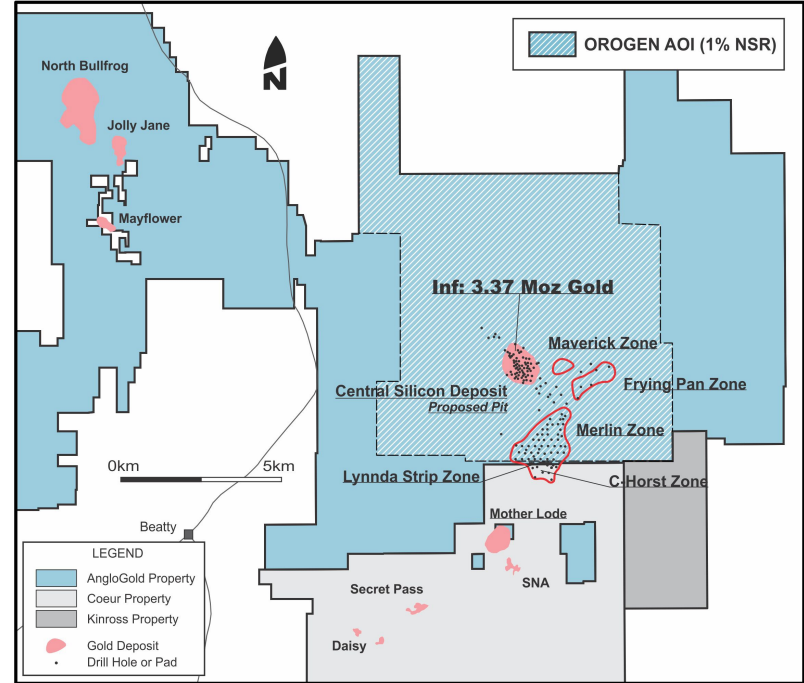 OROGEN AOI (1% NSR)
North Bullfrog
N
Jolly Jane
Mayflower
Inf: 3.37 Moz Gold
Maverick Zone
Central Silicon Deposit
Proposed Pit
Frying Pan Zone
Merlin Zone
0km
5km
Lynnda Strip Zone
C-Horst Zone
Mother Lode
Beatty
SNA
Secret Pass
Daisy
LEGEND
AngloGold Property
Coeur Property
Kinross Property
Gold Deposit
Drill Hole or Pad